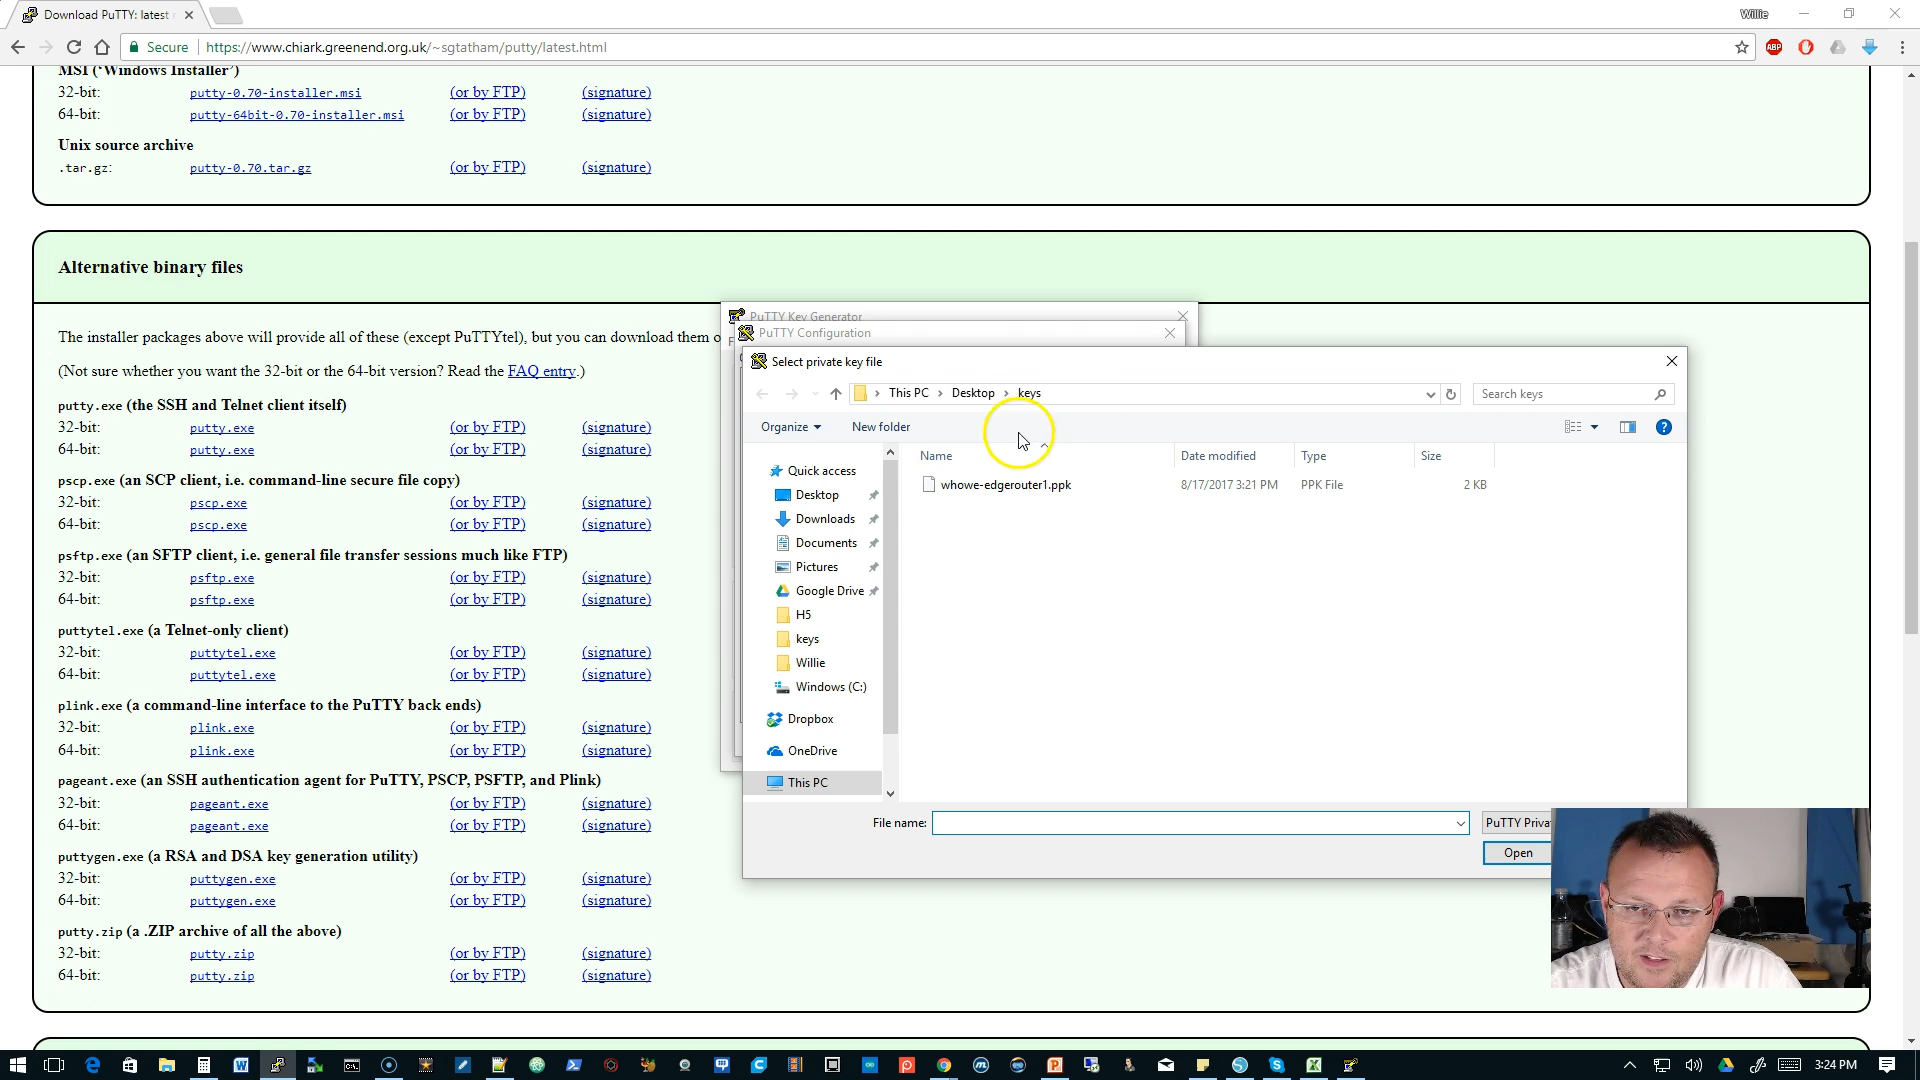 Download PuTTY: latest
Willie
Secure
https://www.chiark.greenend.org.uk/~sgtatham/putty/latest.html
ABP
MSI (‘Windows Installer’)
32-bit: putty-0.70-installer.msi (or by FTP) (signature)
64-bit: putty-64bit-0.70-installer.msi (or by FTP) (signature)
Unix source archive
.tar.gz: putty-0.70.tar.gz (or by FTP) (signature)
Alternative binary files
The installer packages above will provide all of these (except PuTTYtel), but you can download them
(Not sure whether you want the 32-bit or the 64-bit version? Read the FAQ entry.)
putty.exe (the SSH and Telnet client itself)
32-bit: putty.exe (or by FTP) (signature)
64-bit: putty.exe (or by FTP) (signature)
pscp.exe (an SCP client, i.e. command-line secure file copy)
32-bit: pscp.exe (or by FTP) (signature)
64-bit: pscp.exe (or by FTP) (signature)
psftp.exe (an SFTP client, i.e. general file transfer sessions much like FTP)
32-bit: psftp.exe (or by FTP) (signature)
64-bit: psftp.exe (or by FTP) (signature)
puttytel.exe (a Telnet-only client)
32-bit: puttytel.exe (or by FTP) (signature)
64-bit: puttytel.exe (or by FTP) (signature)
plink.exe (a command-line interface to the PuTTY back ends)
32-bit: plink.exe (or by FTP) (signature)
64-bit: plink.exe (or by FTP) (signature)
pageant.exe (an SSH authentication agent for PuTTY, PSCP, PSFTP, and Plink)
32-bit: pageant.exe (or by FTP) (signature)
64-bit: pageant.exe (or by FTP) (signature)
puttygen.exe (a RSA and DSA key generation utility)
32-bit: puttygen.exe (or by FTP) (signature)
64-bit: puttygen.exe (or by FTP) (signature)
putty.zip (a .ZIP archive of all the above)
32-bit: putty.zip (or by FTP) (signature)
64-bit: putty.zip (or by FTP) (signature)
PuTTY Key Generator
PuTTY Configuration
Select private key file
This PC > Desktop > keys
Search keys
Organize New folder
Name Date modified Type Size
whowe-edgerouter1.ppk 8/17/2017 3:21 PM PPK File 2 KB
Quick access
Desktop
Downloads
Documents
Pictures
Google Drive
H5
keys
Willie
Windows (C:)
Dropbox
OneDrive
This PC
File name: PuTTY
Open
3:24 PM